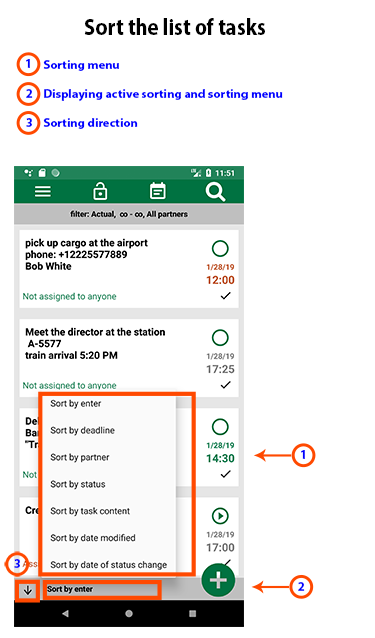 Sort the list of tasks
1 Sorting menu
2 Displaying active sorting and sorting menu
3 Sorting direction
11:51
filter: Actual, co - co, All partners
pick up cargo at the airport
phone: +12225577889
Bob White
1/28/19
12:00
Not assigned to anyone
Meet the director at the station
A-5577
train arrival 5:20 PM
1/28/19
17:25
Not assigned to anyone
Sort by enter
Sort by deadline
Sort by partner
Sort by status
Sort by task content
Sort by date modified
Sort by date of status change
Del
Bar
"Tra
1/28/19
14:30
No
1
Cre
1/28/19
17:00
3
Ass
Sort by enter
2